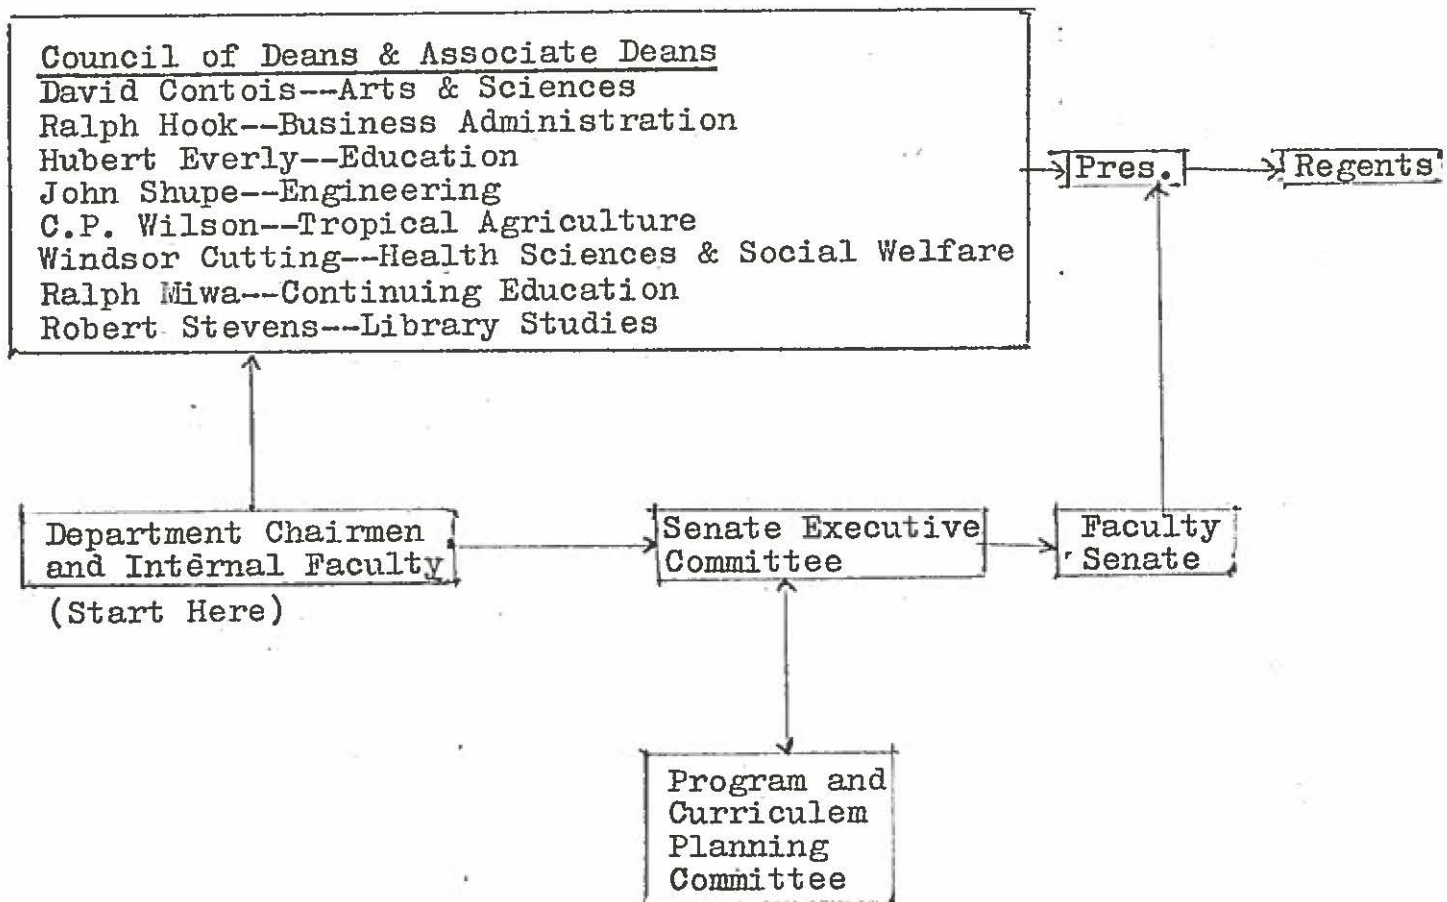 Council of Deans & Associate Deans
David Contois--Arts & Sciences
Ralph Hook--Business Administration
Hubert Everly--Education
John Shupe--Engineering
C.P. Wilson--Tropical Agriculture
Windsor Cutting--Health Sciences & Social Welfare
Ralph Miwa--Continuing Education
Robert Stevens--Library Studies
Pres.
Regents
Department Chairmen
and Internal Faculty
(Start Here)
Senate Executive
Committee
Faculty
Senate
Program and
Curriculem
Planning
Committee